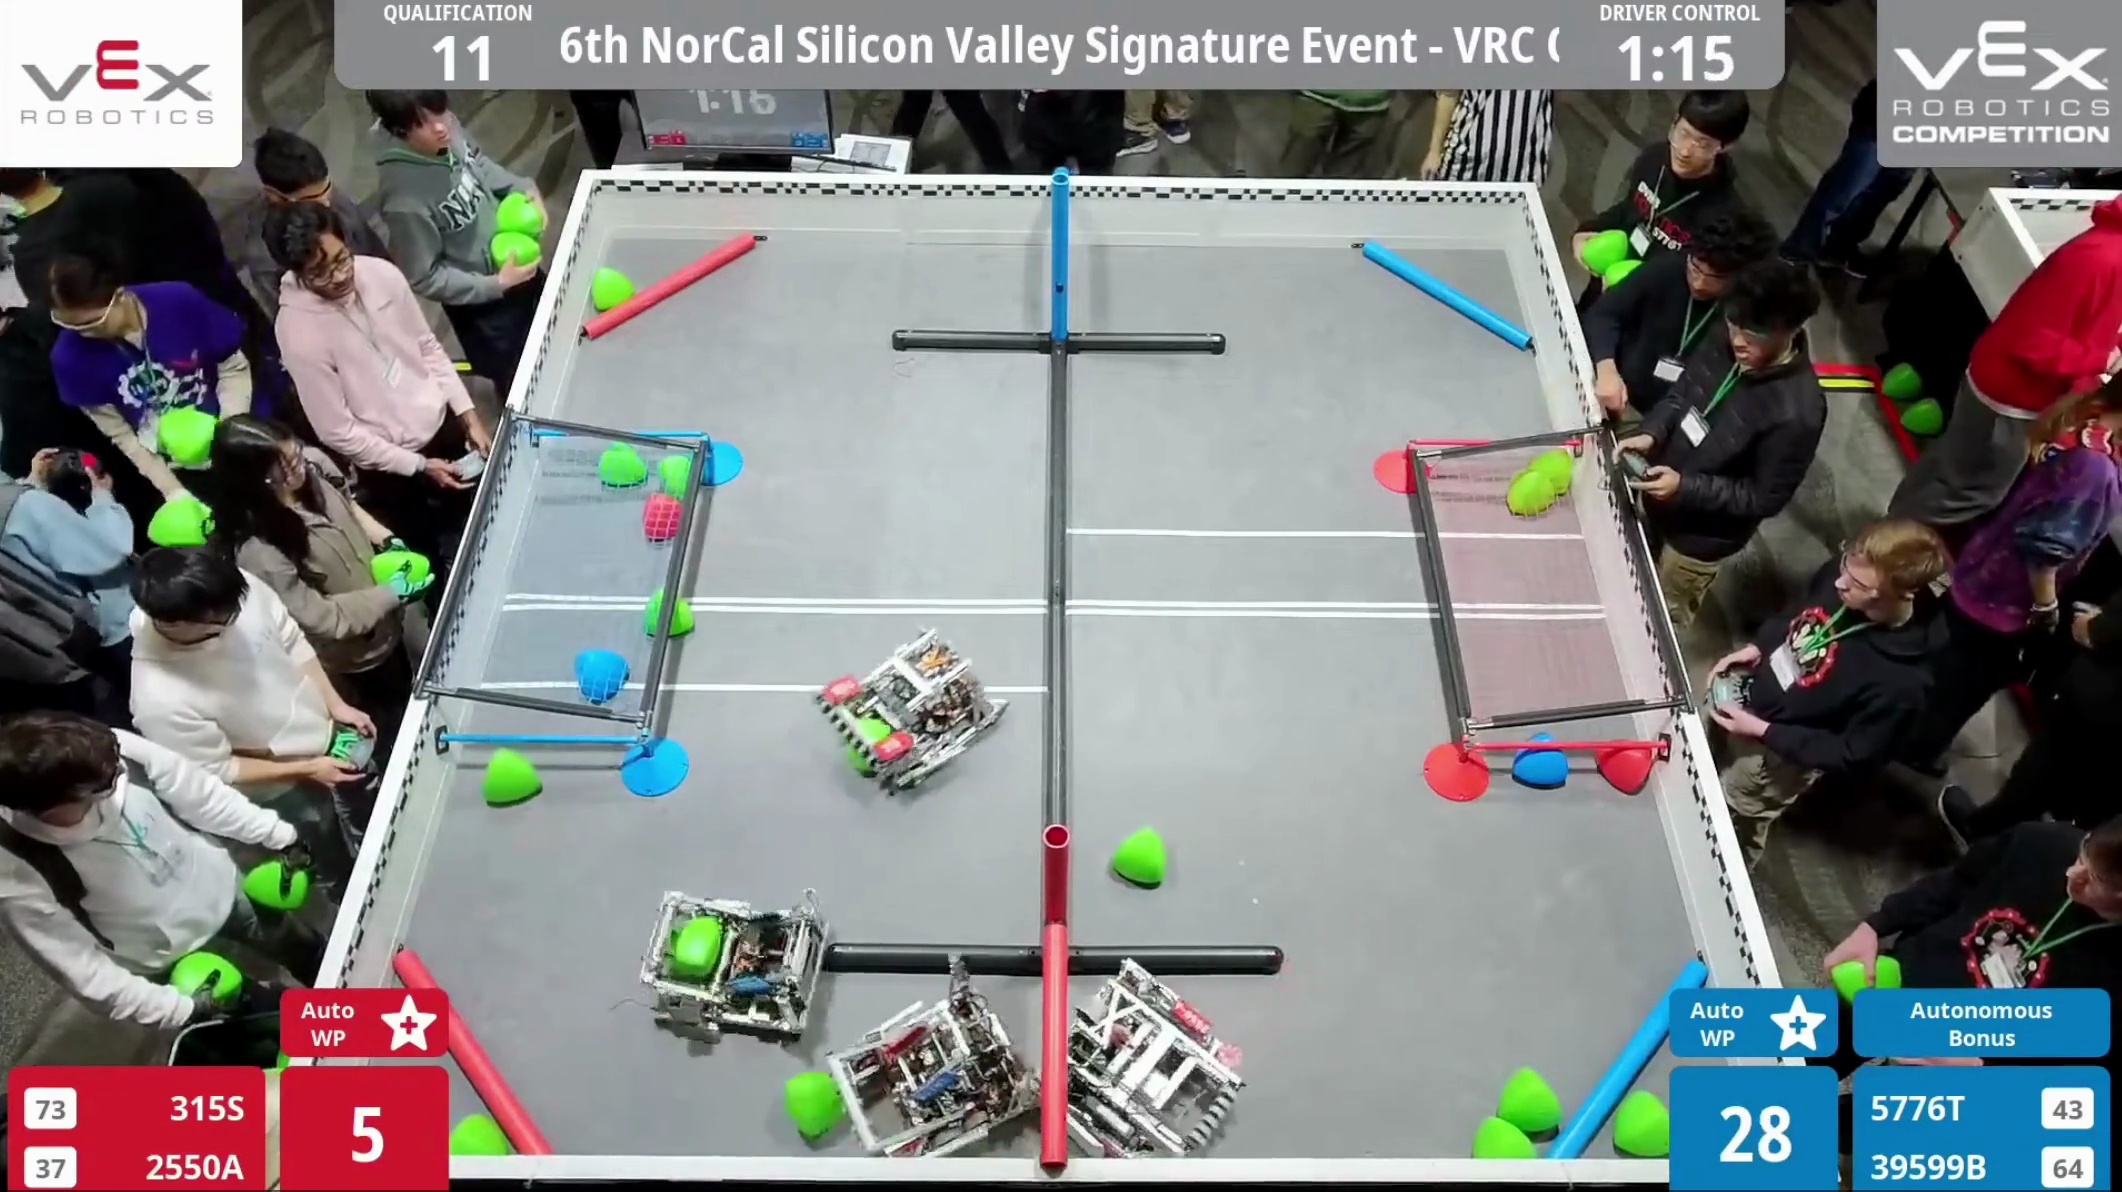 VEX
ROBOTICS
QUALIFICATION
11
6th NorCal Silicon Valley Signature Event - VRC
DRIVER CONTROL
1:15
VEX
ROBOTICS
COMPETITION
1:16
Auto
WP
73 315S
37 2550A
5
Auto
WP
Autonomous
Bonus
28
5776T 43
39599B 64